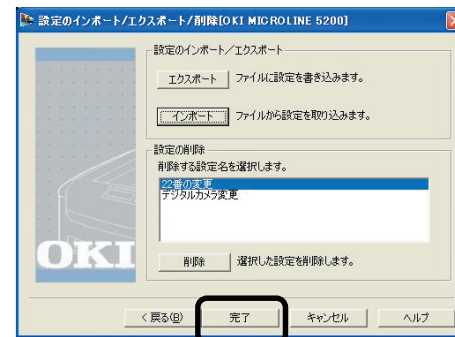 設定のインポート/エクスポート/削除[OKI MICROLINE 5200]
設定のインポート／エクスポート
エクスポート ファイルに設定を書き込みます。
インポート ファイルから設定を取り込みます。
設定の削除
削除する設定名を選択します。
22番の変更
デジタルカメラ変更
OKI
削除 選択した設定を削除します。
< 戻る(B) 完了 キャンセル ヘルプ